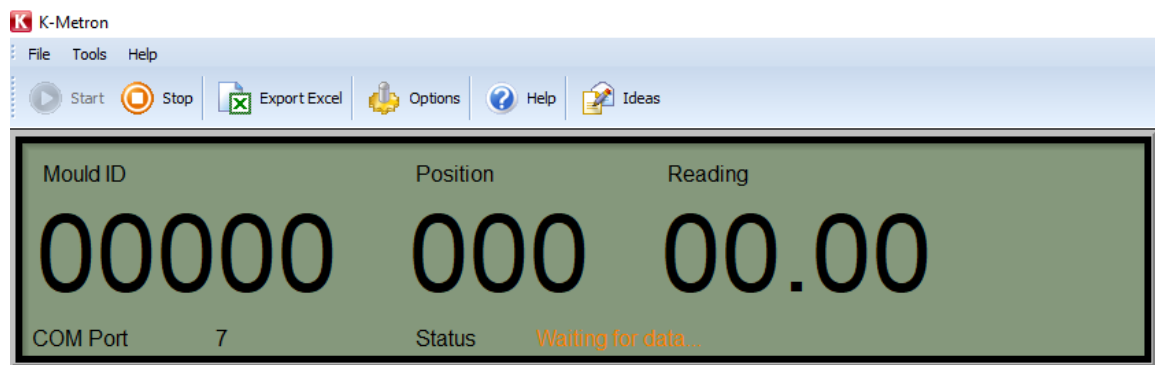 K K-Metron
File Tools Help
Start Stop Export Excel Options Help Ideas
Mould ID Position Reading
00000 000 00.00
COM Port 7 Status Waiting for data...